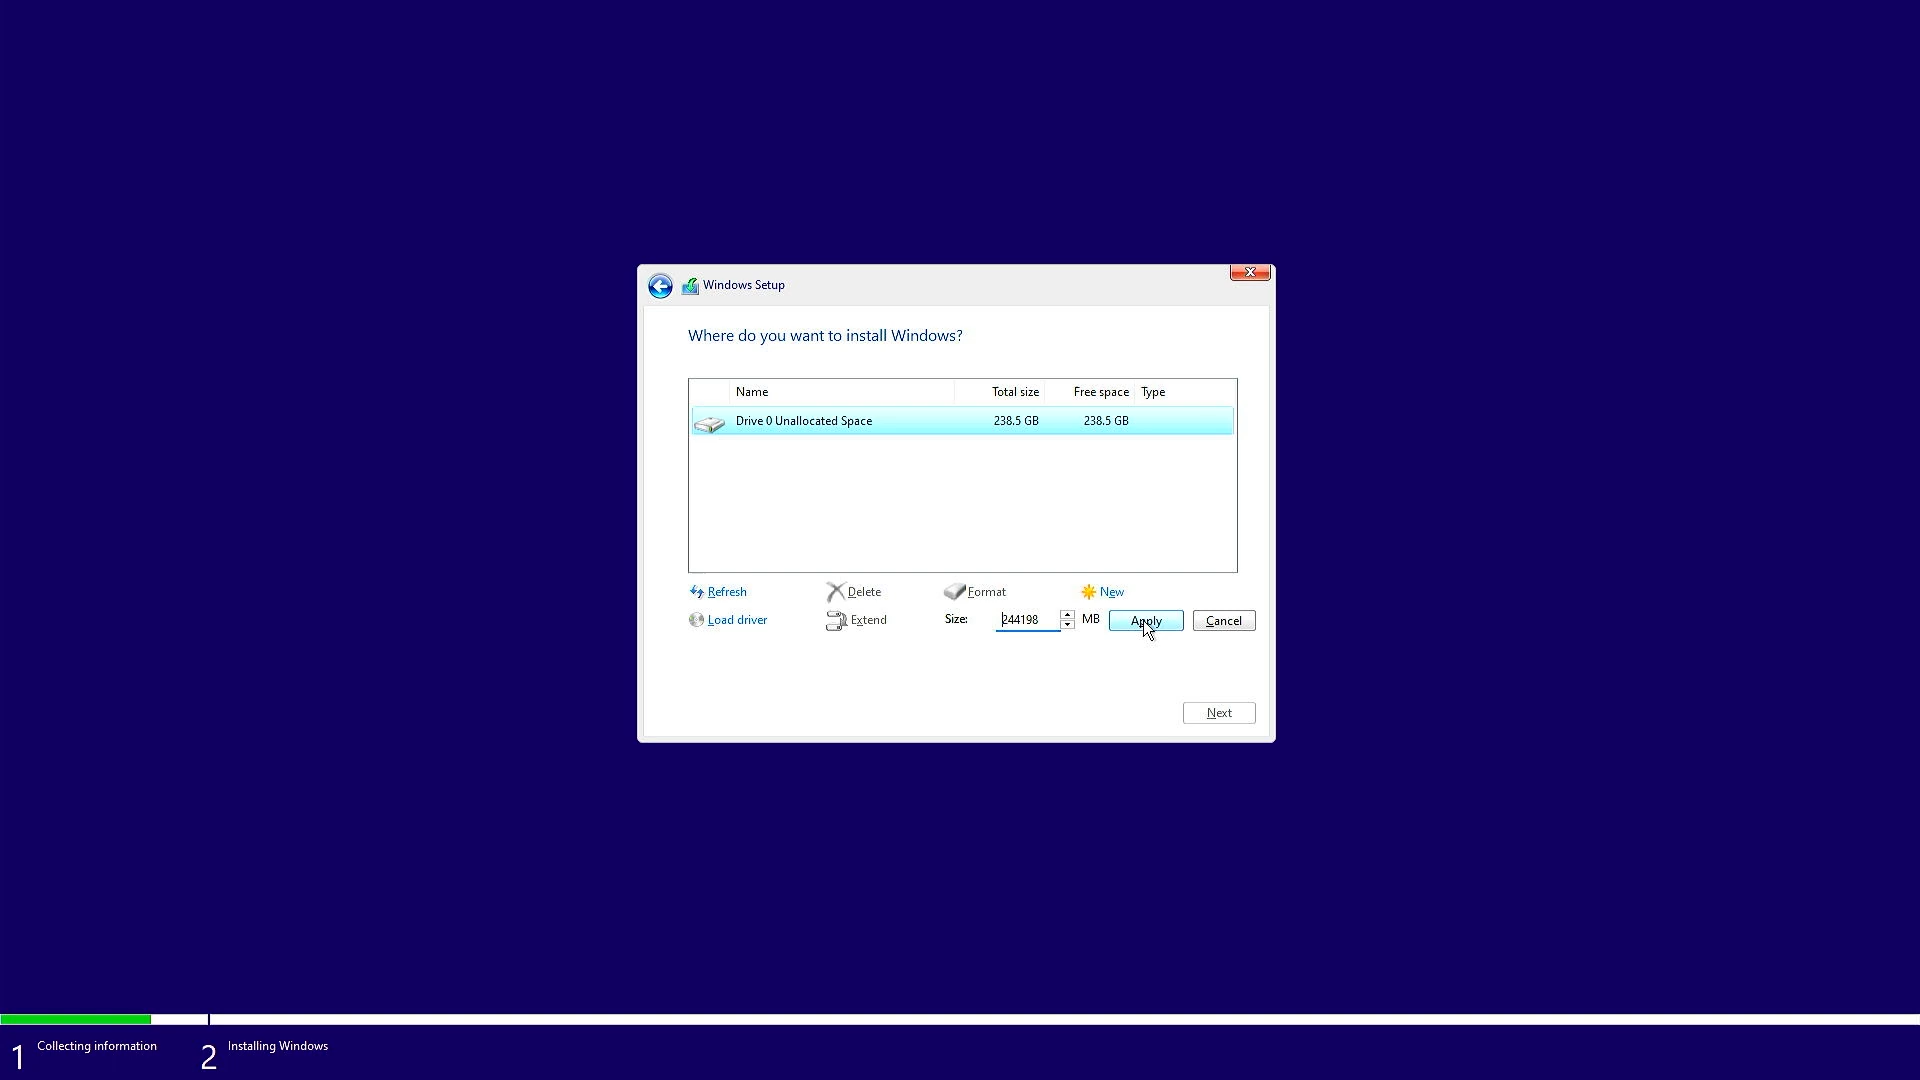 Windows Setup
Where do you want to install Windows?
Name Total size Free space Type
Drive 0 Unallocated Space 238.5 GB 238.5 GB
Refresh Delete Format New
Load driver Extend Size: 244198 MB Apply Cancel
Next
1 Collecting information 2 Installing Windows